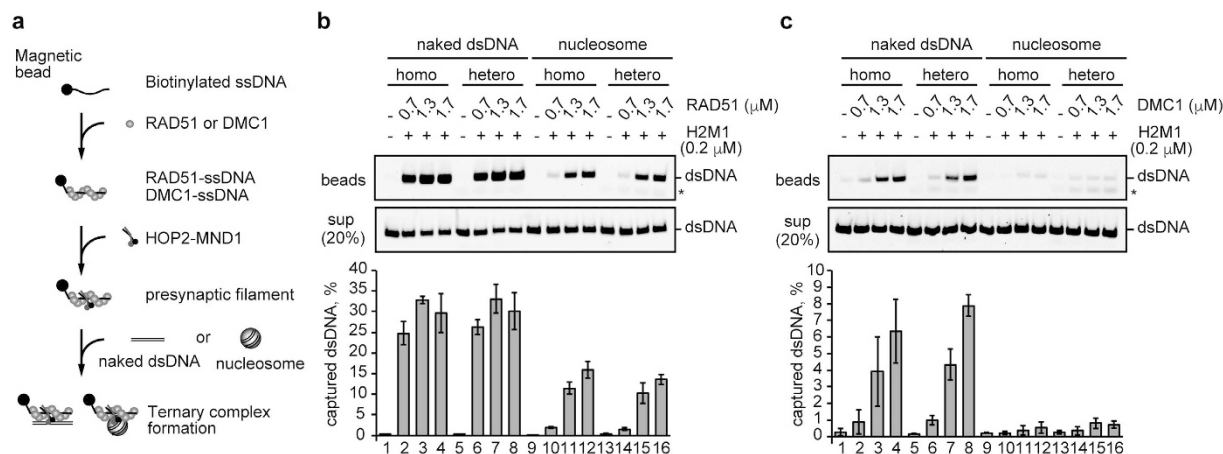 a
Magnetic
bead
Biotinylated ssDNA
RAD51 or DMC1
RAD51-ssDNA
DMC1-ssDNA
HOP2-MND1
presynaptic filament
or
naked dsDNA
nucleosome
Ternary complex
formation
b
naked dsDNA nucleosome
homo hetero homo hetero
- 0.7 1.3 1.7 - 0.7 1.3 1.7 - 0.7 1.3 1.7 - 0.7 1.3 1.7 RAD51 (μM)
- + + + - + + + - + + + - + + + H2M1
(0.2 μM)
beads
dsDNA
*
sup
(20%)
dsDNA
captured dsDNA, %
40
35
30
25
20
15
10
5
0
1 2 3 4 5 6 7 8 9 10 11 12 13 14 15 16
c
naked dsDNA nucleosome
homo hetero homo hetero
- 0.7 1.3 1.7 - 0.7 1.3 1.7 - 0.7 1.3 1.7 - 0.7 1.3 1.7 DMC1 (μM)
- + + + - + + + - + + + - + + + H2M1
(0.2 μM)
beads
dsDNA
*
sup
(20%)
dsDNA
captured dsDNA, %
10
9
8
7
6
5
4
3
2
1
0
1 2 3 4 5 6 7 8 9 10 11 12 13 14 15 16